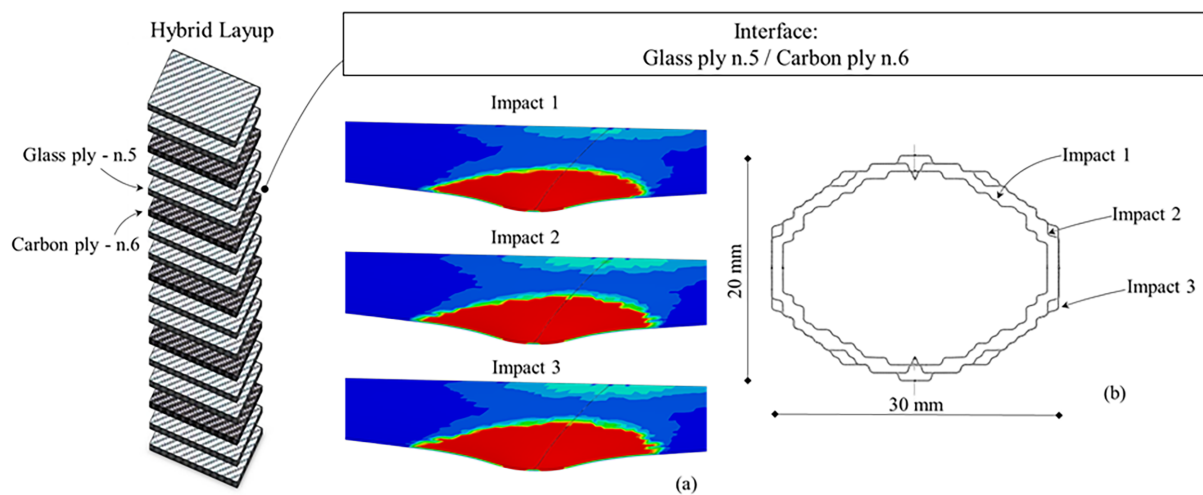 Hybrid Layup
Interface:
Glass ply n.5 / Carbon ply n.6
Glass ply - n.5
Carbon ply - n.6
Impact 1
Impact 2
Impact 3
(a)
Impact 1
Impact 2
Impact 3
20 mm
30 mm
(b)